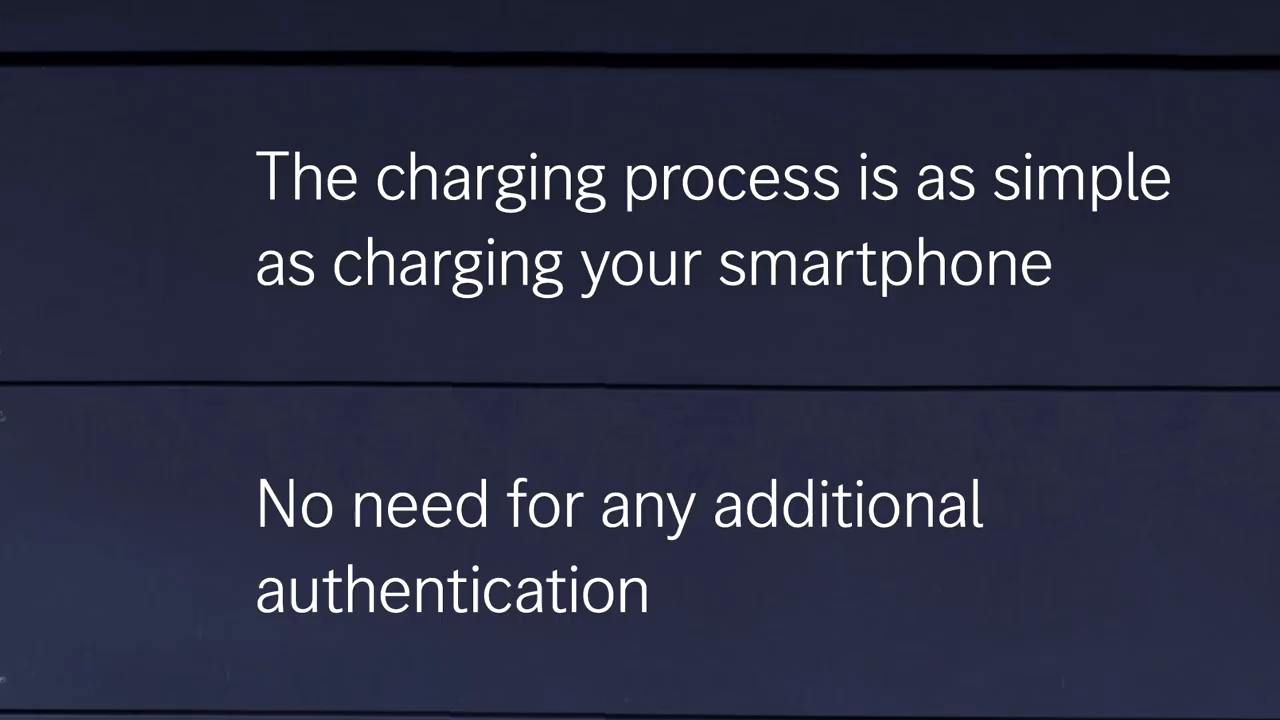 The charging process is as simple
as charging your smartphone
No need for any additional
authentication